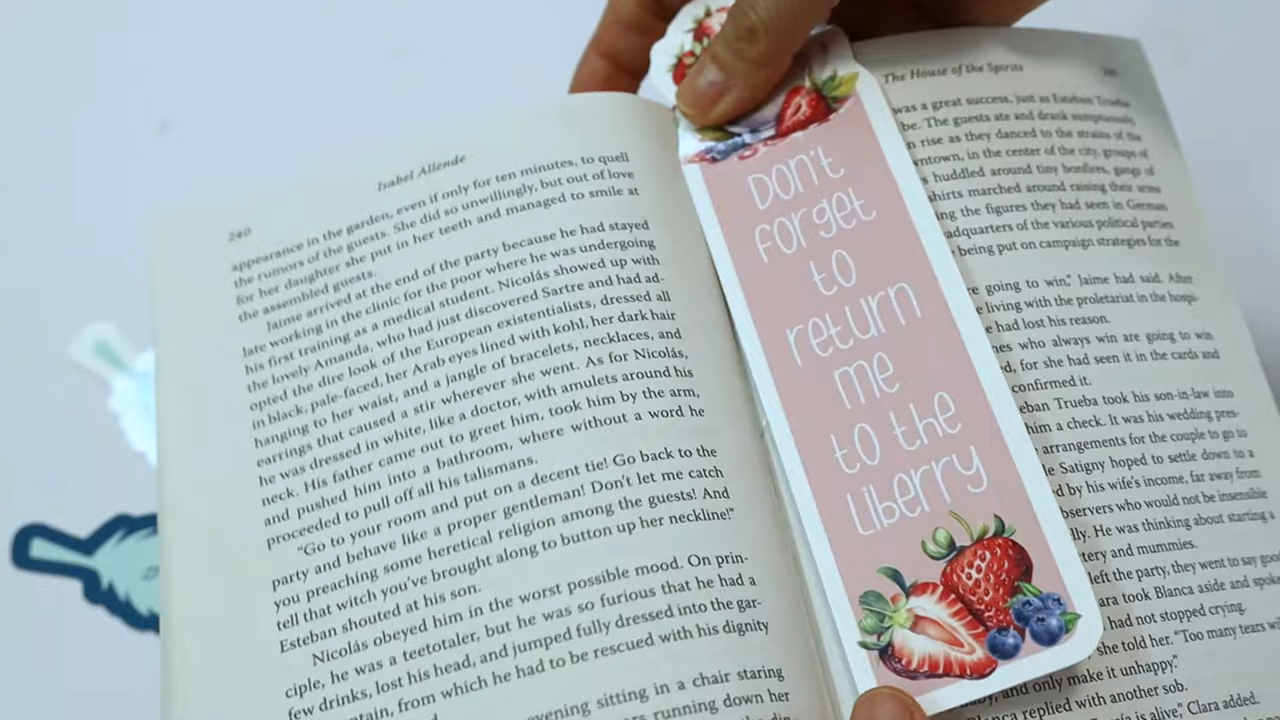 Isabel Allende
240
appearance in the garden, even if only for ten minutes, to quell
the rumors of the guests. She did so unwillingly, but out of love
for her daughter she put in her teeth and managed to smile at
the assembled guests.
Jaime arrived at the end of the party because he had stayed
late working in the clinic for the poor where he was undergoing
his first training as a medical student. Nicolás showed up with
the lovely Amanda, who had just discovered Sartre and had ad-
opted the dire look of the European existentialists, dressed all
in black, pale-faced, her Arab eyes lined with kohl, her dark hair
hanging to her waist, and a jangle of bracelets, necklaces, and
earrings that caused a stir wherever she went. As for Nicolás,
he was dressed in white, like a doctor, with amulets around his
neck. His father came out to greet him, took him by the arm,
and pushed him into a bathroom, where without a word he
proceeded to pull off all his talismans.
"Go to your room and put on a decent tie! Go back to the
party and behave like a proper gentleman! Don't let me catch
you preaching some heretical religion among the guests! And
tell that witch you've brought along to button up her neckline!"
Esteban shouted at his son.
Nicolás obeyed him in the worst possible mood. On prin-
ciple, he was a teetotaler, but he was so furious that he had a
few drinks, lost his head, and jumped fully dressed into the gar-
tain, from which he had to be rescued with his dignity
evening sitting in a chair staring
rs running down her
Don't
forget
to
return
me
to the
Liberry
The House of the Spirits
was a great success, just as Esteban Trueba
be. The guests ate and drank sumptuously
n rise as they danced to the strains of the
wntown, in the center of the city, groups of
s huddled around tiny bonfires, gangs of
shirts marched around raising their arms
ing the figures they had seen in German
adquarters of the various political parties
being put on campaign strategies for the
re going to win," Jaime had said. After
living with the proletariat in the hospi-
e had lost his reason.
nes who always win are going to win
d, for she had seen it in the cards and
confirmed it.
eban Trueba took his son-in-law into
him a check. It was his wedding pres-
arrangements for the couple to go to
le Satigny hoped to settle down to a
d by his wife's income, far away from
observers who would not be insensible
lly. He was thinking about starting a
tery and mummies.
left the party, they went to say good
ara took Blanca aside and spoke
had not stopped crying.
she told her. "Too many tears wi
and only make it unhappy."
Blanca replied with another sob.
is alive," Clara added.